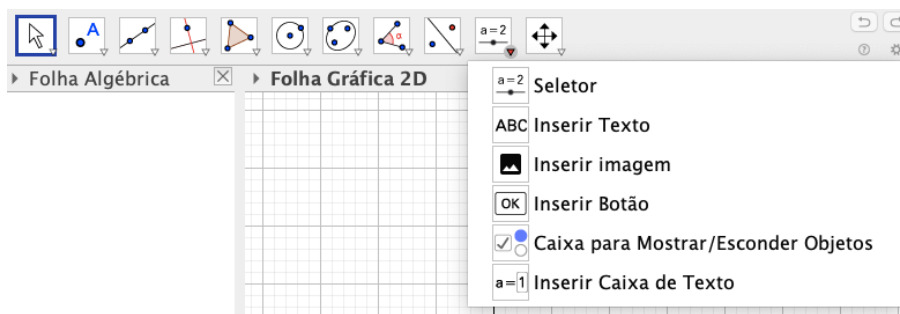 A
α
a=2
Folha Algébrica
Folha Gráfica 2D
a=2 Seletor
ABC Inserir Texto
Inserir imagem
OK Inserir Botão
Caixa para Mostrar/Esconder Objetos
a=1 Inserir Caixa de Texto